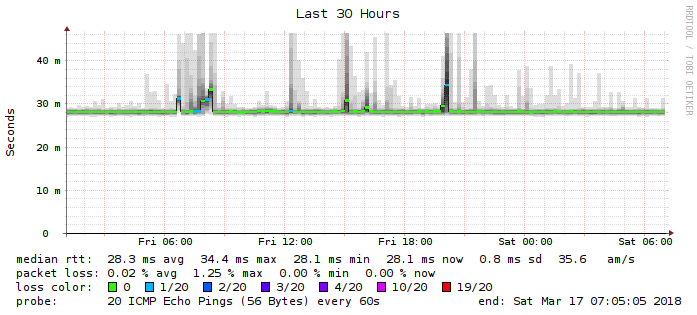 Last 30 Hours
RRDTOOL / TOBI OETIKER
Seconds
40 m
30 m
20 m
10 m
0
Fri 06:00 Fri 12:00 Fri 18:00 Sat 00:00 Sat 06:00
median rtt: 28.3 ms avg 34.4 ms max 28.1 ms min 28.1 ms now 0.8 ms sd 35.6 am/s
packet loss: 0.02 % avg 1.25 % max 0.00 % min 0.00 % now
loss color: 0 1/20 2/20 3/20 4/20 10/20 19/20
probe: 20 ICMP Echo Pings (56 Bytes) every 60s end: Sat Mar 17 07:05:05 2018